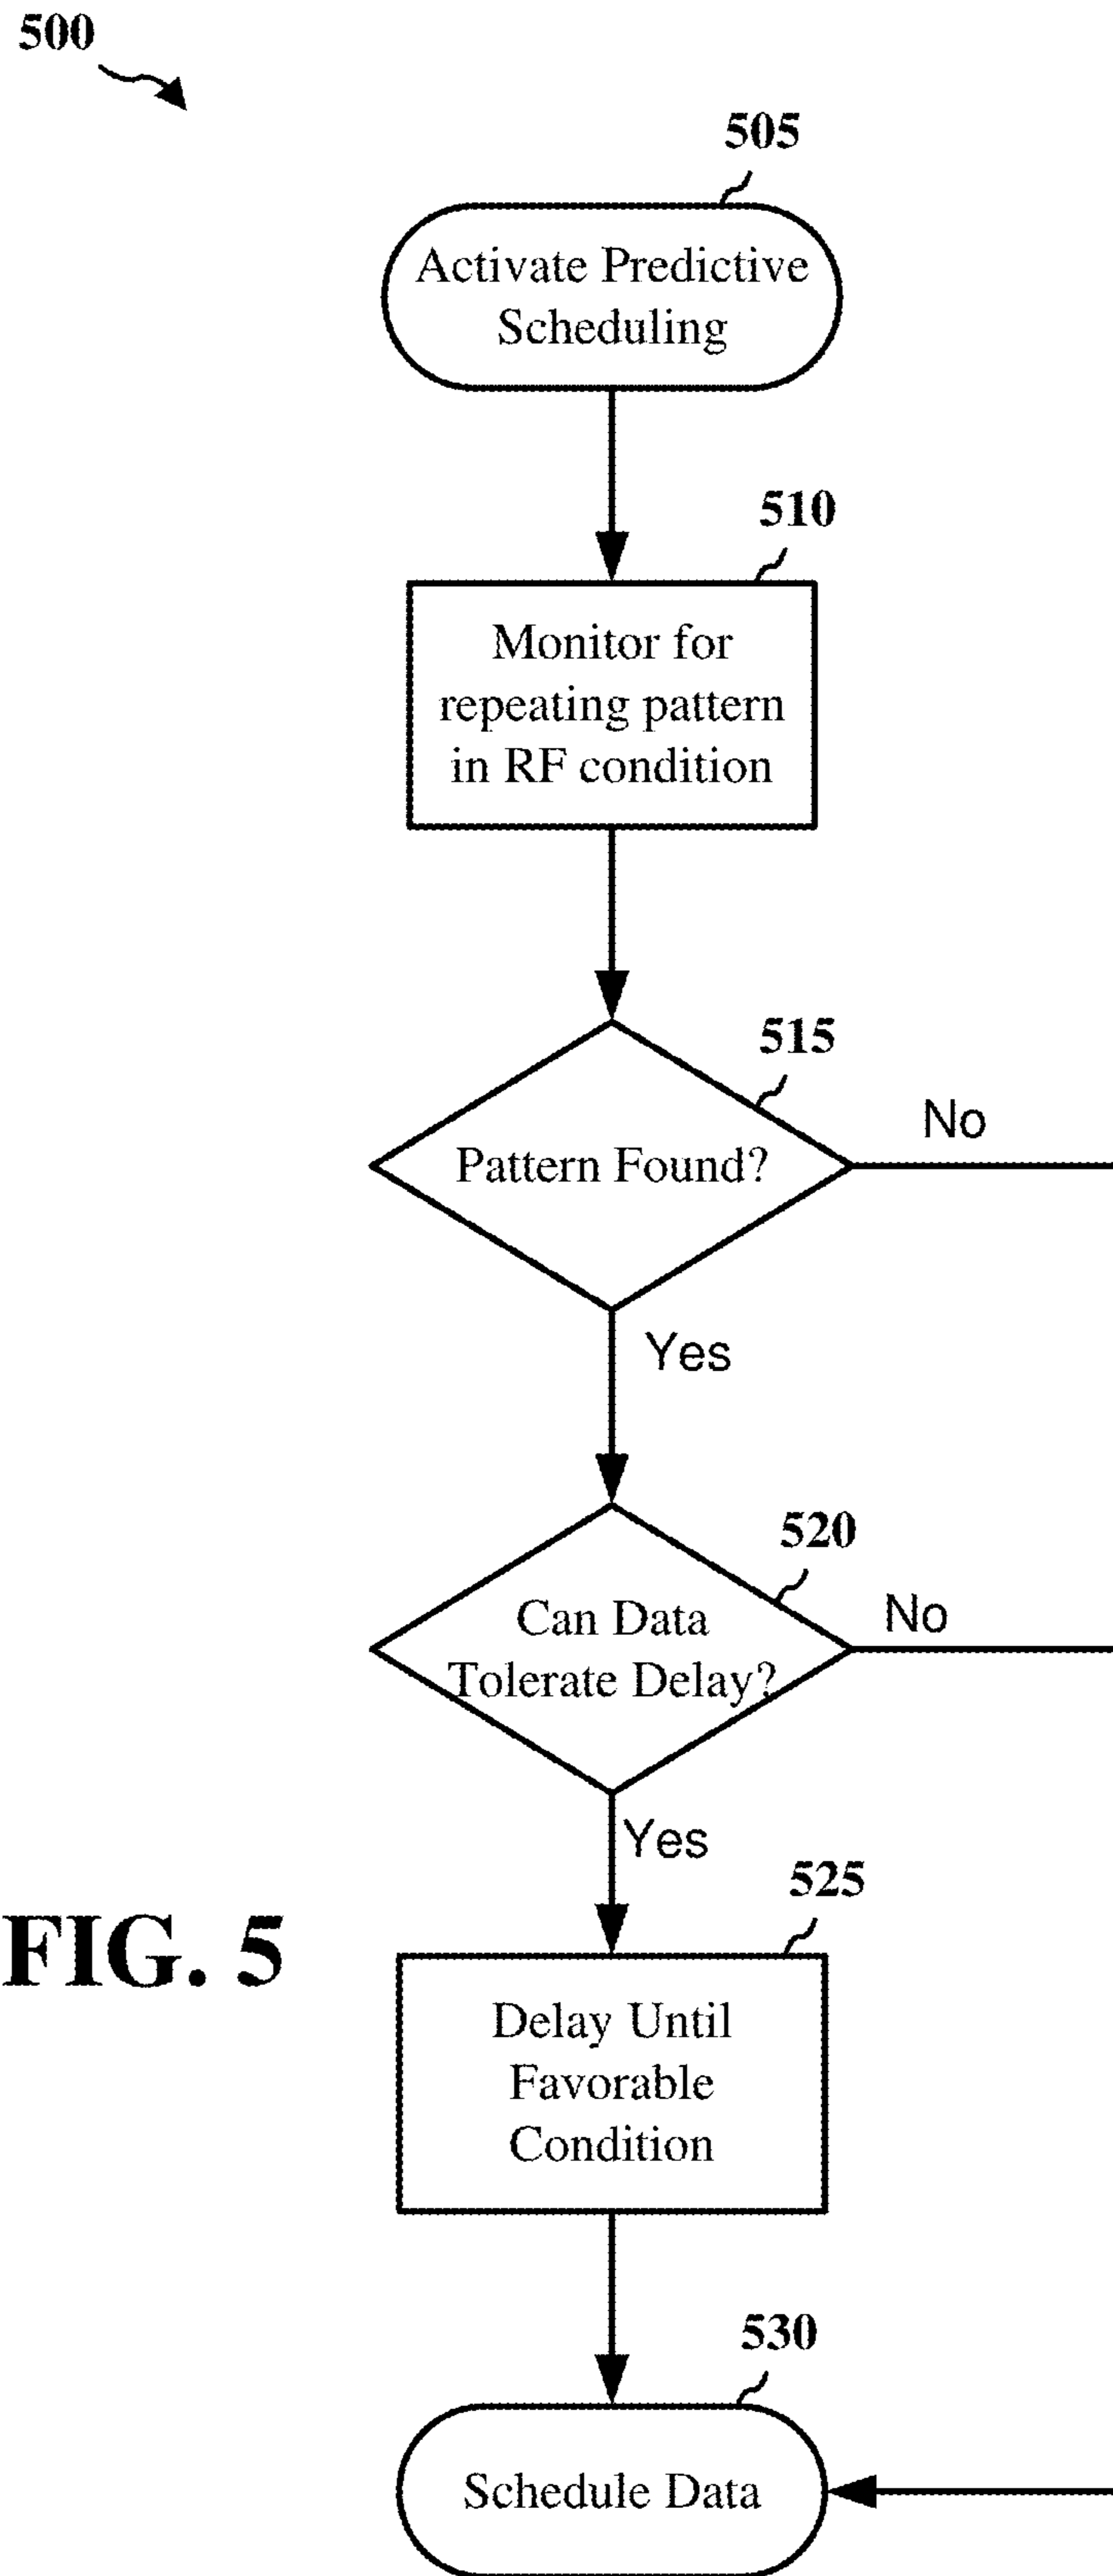 500
505
Activate Predictive
Scheduling
510
Monitor for
repeating pattern
in RF condition
515
No
Pattern Found?
Yes
520
No
Can Data
Tolerate Delay?
Yes
525
FIG. 5
Delay Until
Favorable
Condition
530
Schedule Data